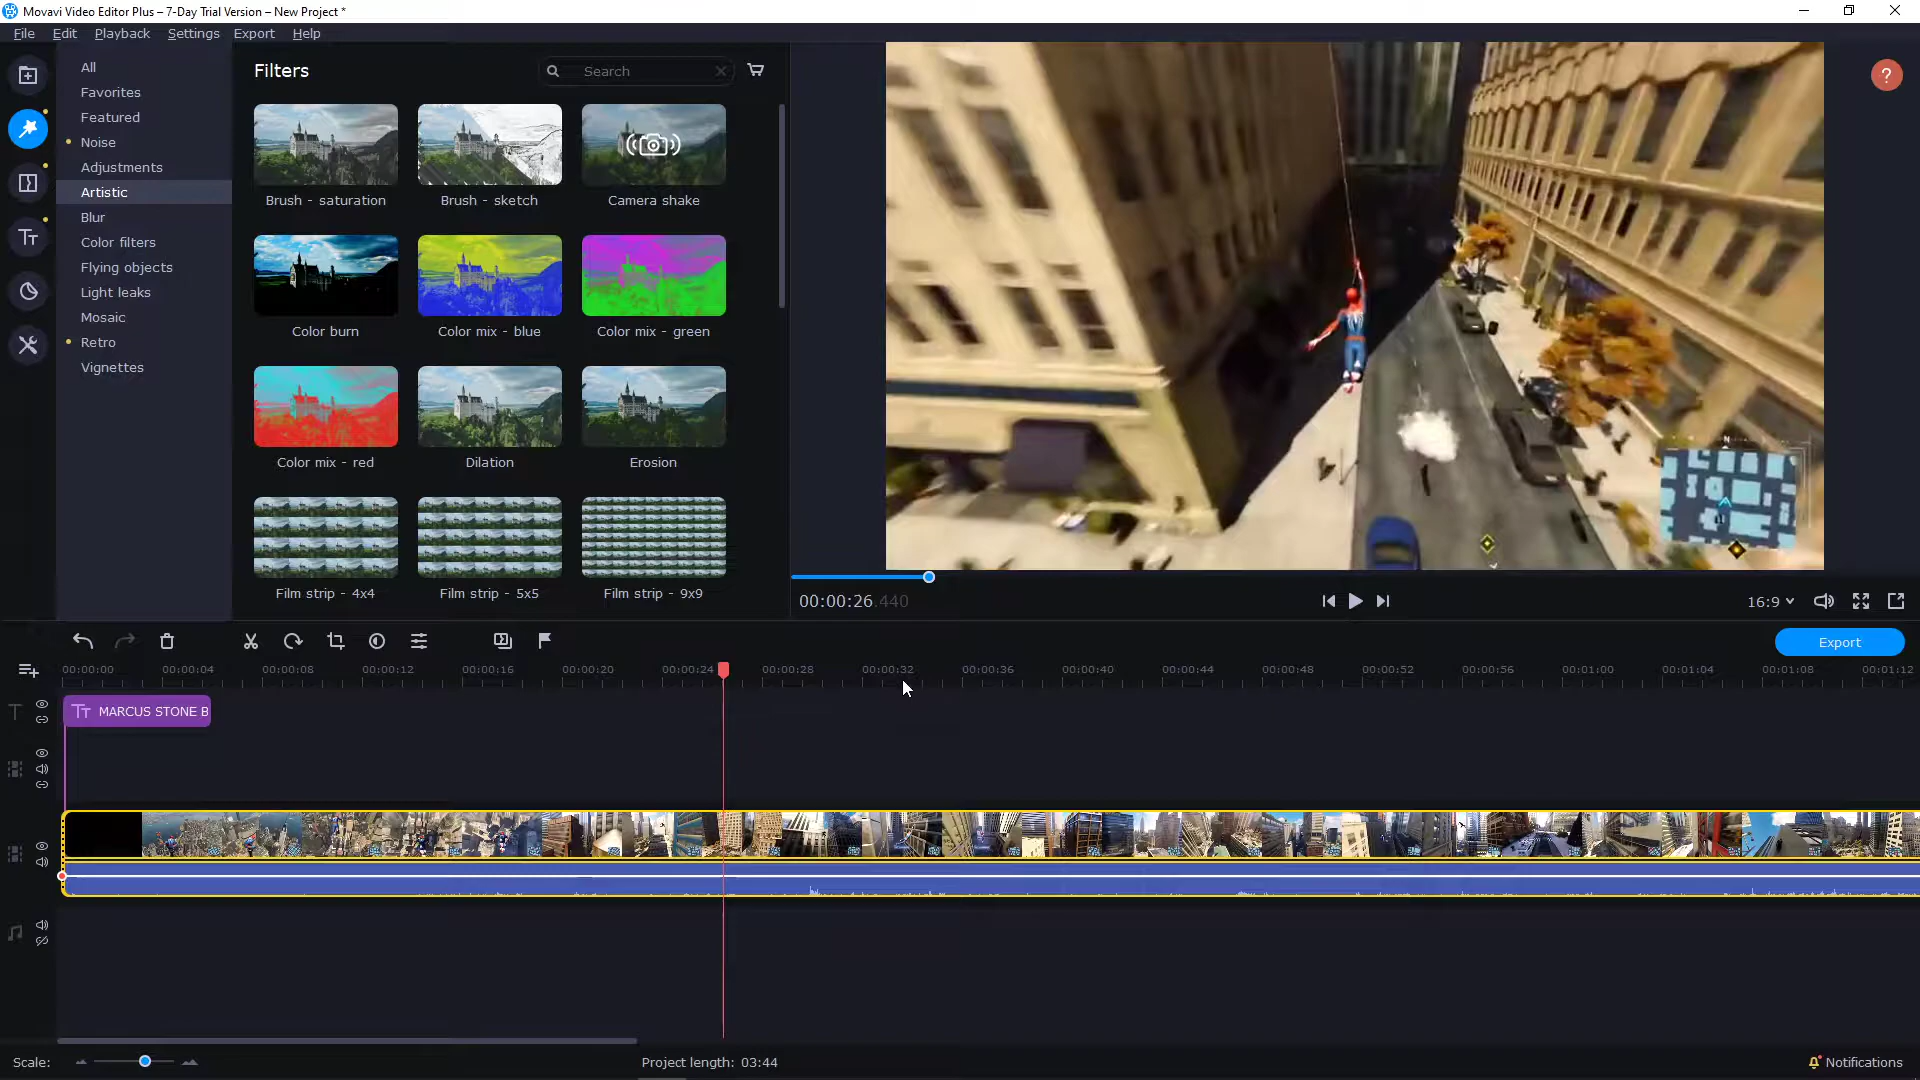 Movavi Video Editor Plus – 7-Day Trial Version – New Project *
File Edit Playback Settings Export Help
All
Favorites
Featured
Noise
Adjustments
Artistic
Blur
Color filters
Flying objects
Light leaks
Mosaic
Retro
Vignettes
Filters
Search
Brush - saturation
Brush - sketch
Camera shake
Color burn
Color mix - blue
Color mix - green
Color mix - red
Dilation
Erosion
Film strip - 4x4
Film strip - 5x5
Film strip - 9x9
?
N
00:00:26.440
16:9
Export
00:00:00 00:00:04 00:00:08 00:00:12 00:00:16 00:00:20 00:00:24 00:00:28 00:00:32 00:00:36 00:00:40 00:00:44 00:00:48 00:00:52 00:00:56 00:01:00 00:01:04 00:01:08 00:01:12
MARCUS STONE B
Scale:
Project length: 03:44
Notifications